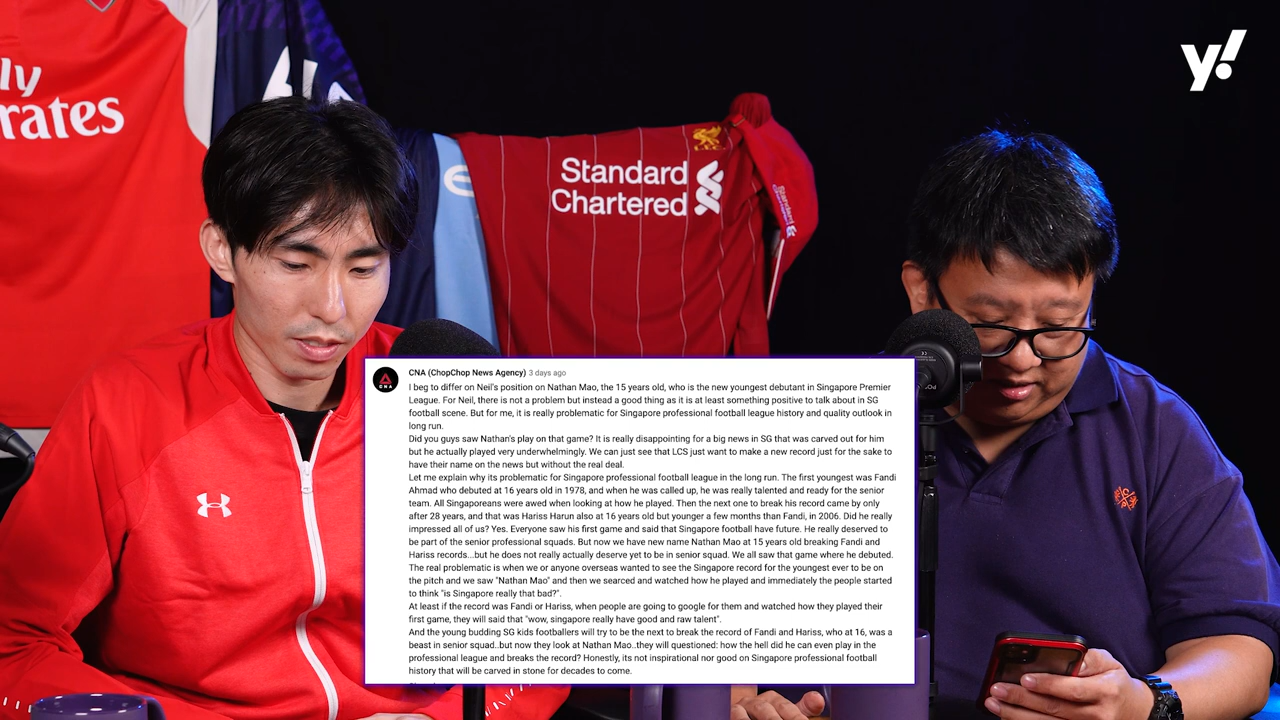 ly
rates
e
Standard
Chartered
Standard
y!
CNA (ChopChop News Agency) 3 days ago
I beg to differ on Neil's position on Nathan Mao, the 15 years old, who is the new youngest debutant in Singapore Premier
League. For Neil, there is not a problem but instead a good thing as it is at least something positive to talk about in SG
football scene. But for me, it is really problematic for Singapore professional football league history and quality outlook in
long run.
Did you guys saw Nathan's play on that game? It is really disappointing for a big news in SG that was carved out for him
but he actually played very underwhelmingly. We can just see that LCS just want to make a new record just for the sake to
have their name on the news but without the real deal.
Let me explain why its problematic for Singapore professional football league in the long run. The first youngest was Fandi
Ahmad who debuted at 16 years old in 1978, and when he was called up, he was really talented and ready for the senior
team. All Singaporeans were awed when looking at how he played. Then the next one to break his record came by only
after 28 years, and that was Hariss Harun also at 16 years old but younger a few months than Fandi, in 2006. Did he really
impressed all of us? Yes. Everyone saw his first game and said that Singapore football have future. He really deserved to
be part of the senior professional squads. But now we have new name Nathan Mao at 15 years old breaking Fandi and
Hariss records...but he does not really actually deserve yet to be in senior squad. We all saw that game where he debuted.
The real problematic is when we or anyone overseas wanted to see the Singapore record for the youngest ever to be on
the pitch and we saw "Nathan Mao" and then we searced and watched how he played and immediately the people started
to think "is Singapore really that bad?".
At least if the record was Fandi or Hariss, when people are going to google for them and watched how they played their
first game, they will said that "wow, singapore really have good and raw talent".
And the young budding SG kids footballers will try to be the next to break the record of Fandi and Hariss, who at 16, was a
beast in senior squad..but now they look at Nathan Mao..they will questioned: how the hell did he can even play in the
professional league and breaks the record? Honestly, its not inspirational nor good on Singapore professional football
history that will be carved in stone for decades to come.